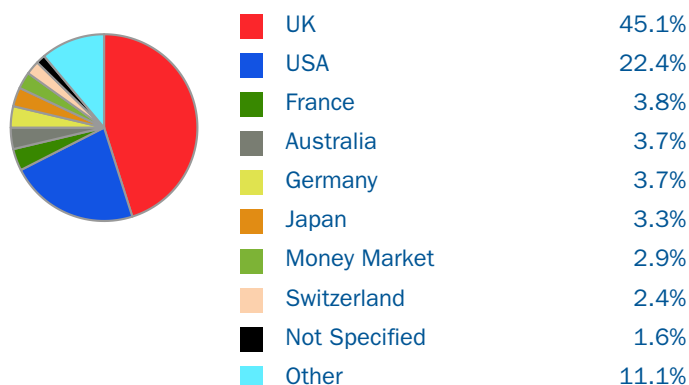 UK 45.1%
USA 22.4%
France 3.8%
Australia 3.7%
Germany 3.7%
Japan 3.3%
Money Market 2.9%
Switzerland 2.4%
Not Specified 1.6%
Other 11.1%